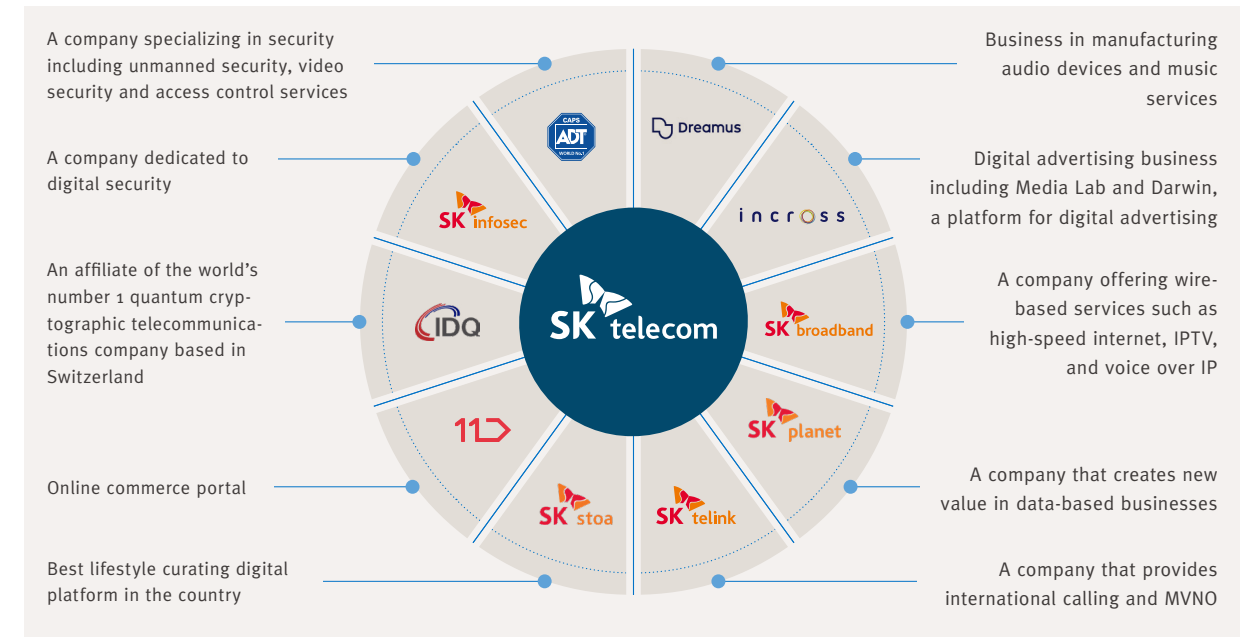 A company specializing in security
including unmanned security, video
security and access control services
A company dedicated to
digital security
An affiliate of the world’s
number 1 quantum cryp-
tographic telecommunica-
tions company based in
Switzerland
Online commerce portal
Best lifestyle curating digital
platform in the country
CAPS
ADT
WORLD No.1
Dreamus
SK infosec
incross
IDQ
SK telecom
SK broadband
11
SK planet
SK stoa
SK telink
Business in manufacturing
audio devices and music
services
Digital advertising business
including Media Lab and Darwin,
a platform for digital advertising
A company offering wire-
based services such as
high-speed internet, IPTV,
and voice over IP
A company that creates new
value in data-based businesses
A company that provides
international calling and MVNO